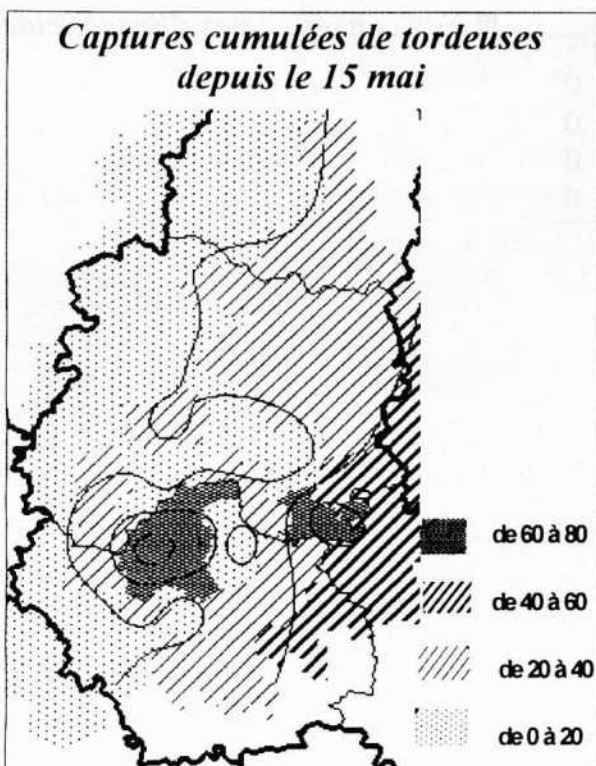 Captures cumulées de tordeuses
depuis le 15 mai
de 60 à 80
de 40 à 60
de 20 à 40
de 0 à 20